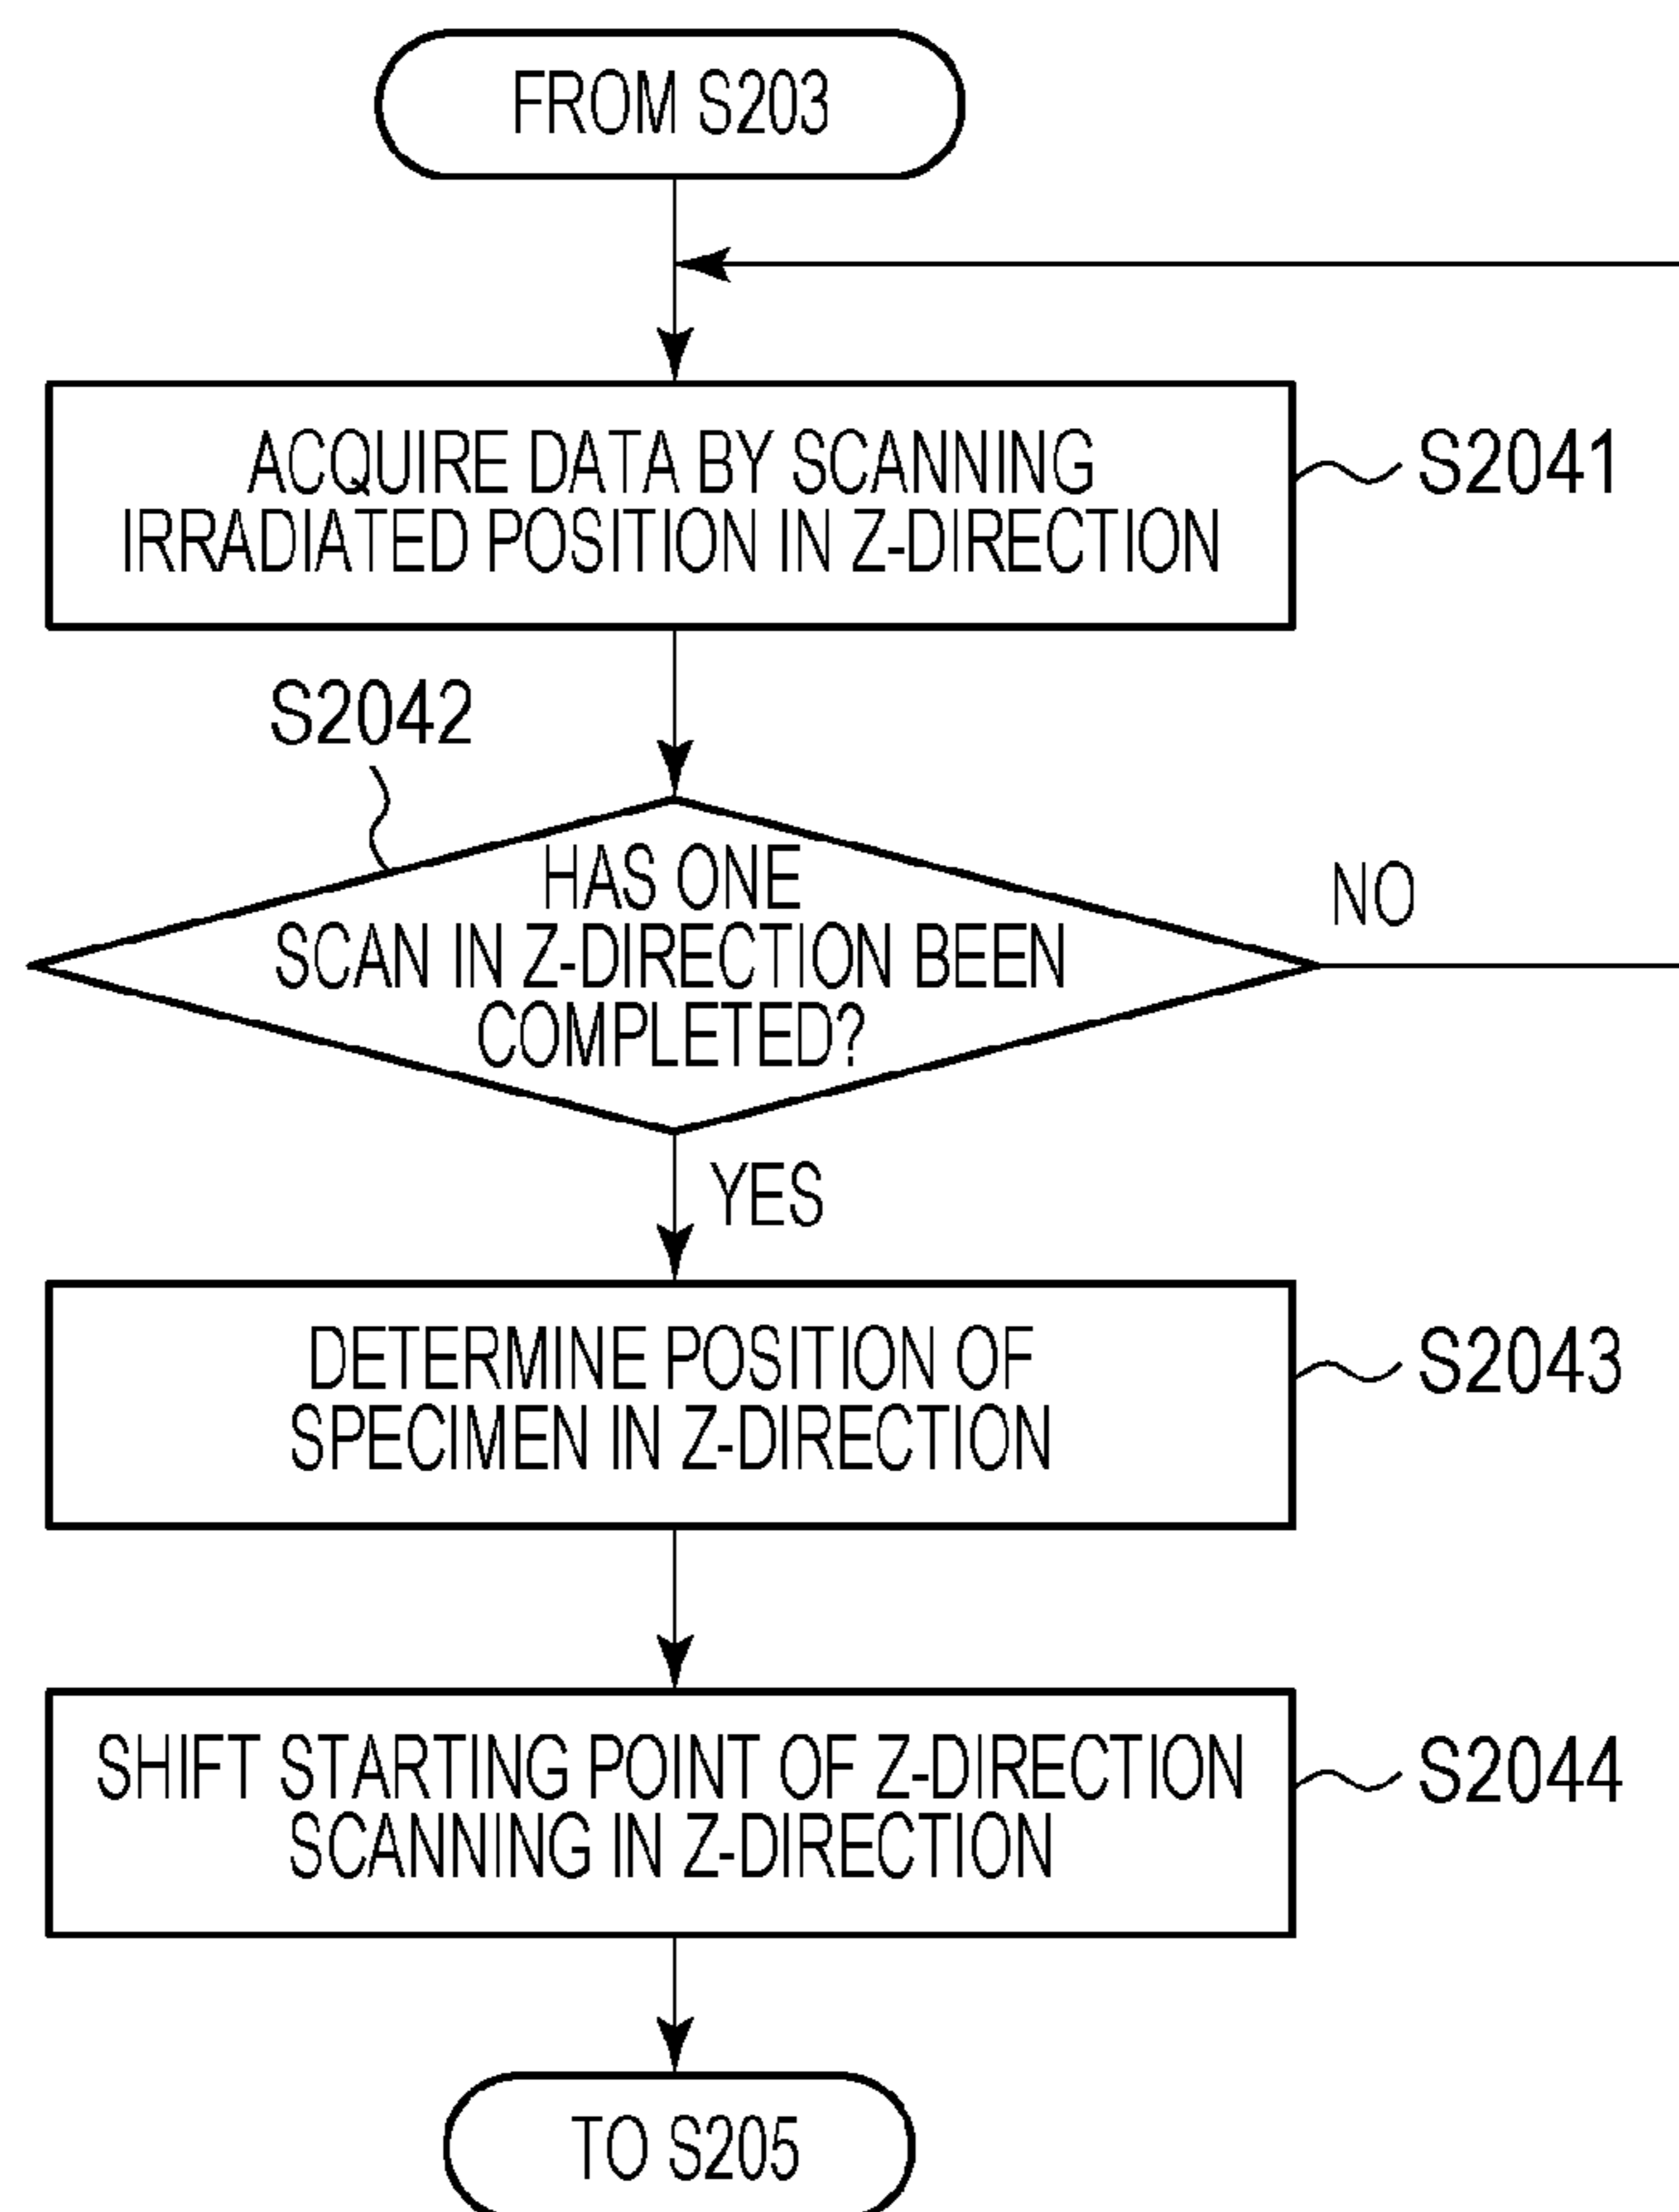 FROM S203
ACQUIRE DATA BY SCANNING
IRRADIATED POSITION IN Z-DIRECTION
S2041
S2042
HAS ONE
SCAN IN Z-DIRECTION BEEN
COMPLETED?
NO
YES
DETERMINE POSITION OF
SPECIMEN IN Z-DIRECTION
S2043
SHIFT STARTING POINT OF Z-DIRECTION
SCANNING IN Z-DIRECTION
S2044
TO S205